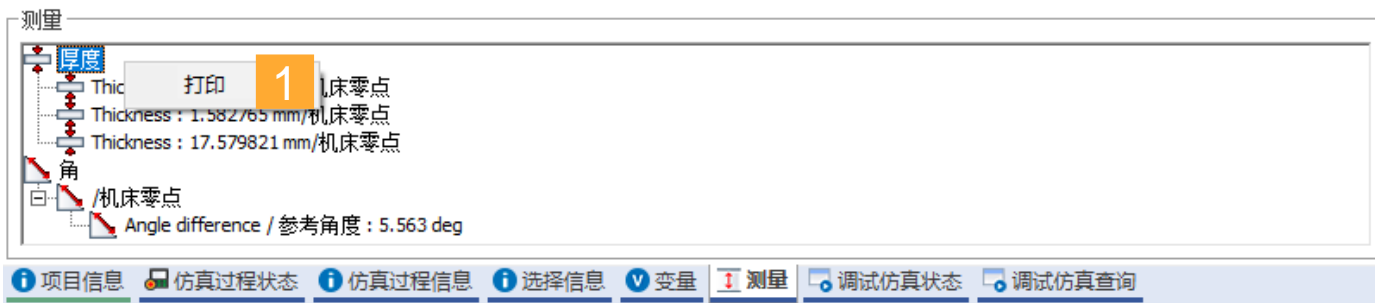 测量
厚度
打印 1
Thic 机床零点
Thickness : 1.582765 mm/机床零点
Thickness : 17.579821 mm/机床零点
角
/机床零点
Angle difference / 参考角度 : 5.563 deg
项目信息 仿真过程状态 仿真过程信息 选择信息 V 变量 测量 调试仿真状态 调试仿真查询